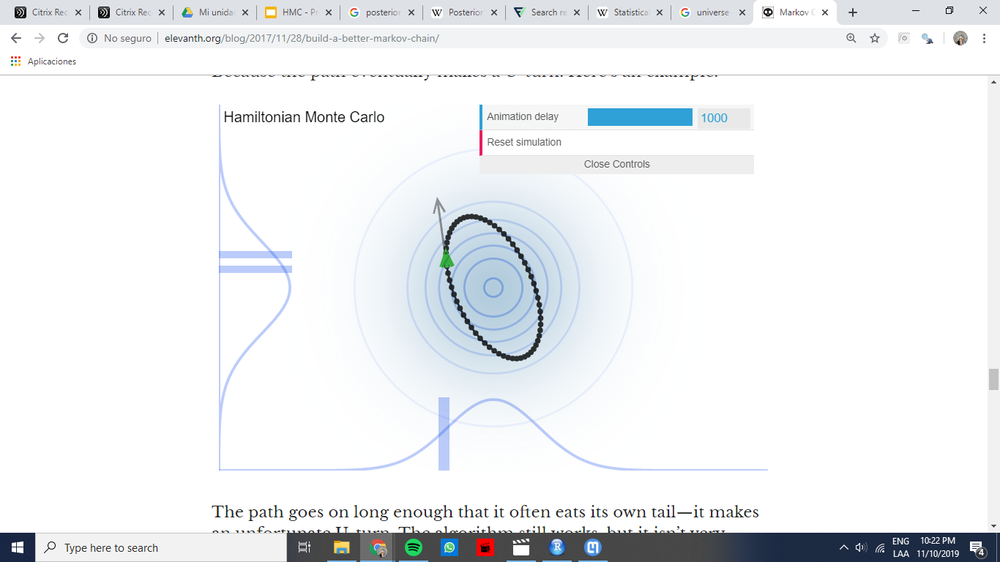 Citrix Rec
Citrix Rec
Mi unidad
HMC - Pr
posterior
Posterior
Search re
Statistical
universe
Markov C
No seguro
elevanth.org/blog/2017/11/28/build-a-better-markov-chain/
Aplicaciones
Because the path eventually makes a U-turn. Here's an example:
Hamiltonian Monte Carlo
Animation delay
1000
Reset simulation
Close Controls
The path goes on long enough that it often eats its own tail—it makes
an unfortunate U-turn. The algorithm still works, but it isn't very
Type here to search
ENG
LAA
10:22 PM
11/10/2019
4